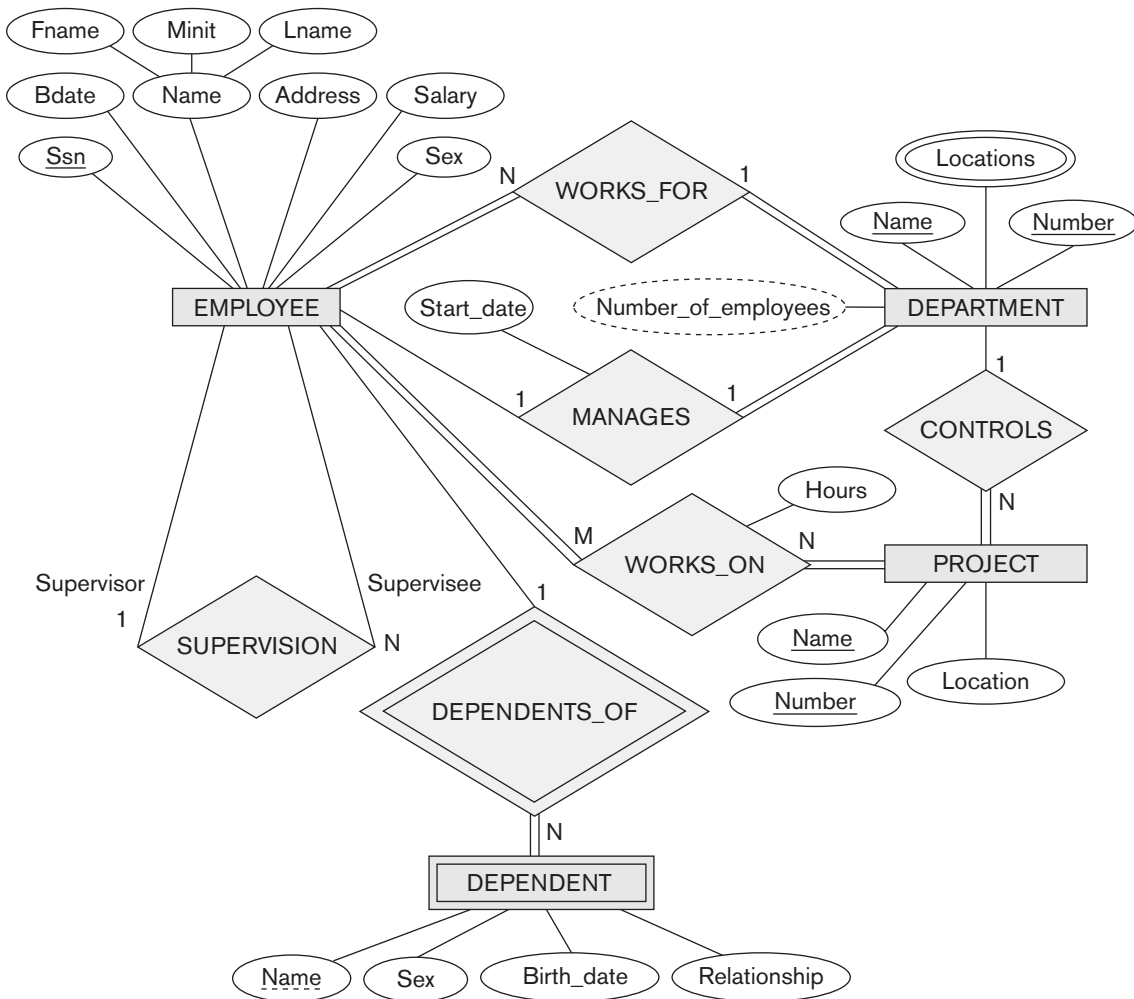 Fname
Minit
Lname
Bdate
Name
Address
Salary
Ssn
Sex
N
WORKS_FOR
1
Locations
Name
Number
EMPLOYEE
Start_date
Number_of_employees
DEPARTMENT
1
MANAGES
1
1
CONTROLS
N
Hours
M
WORKS_ON
N
PROJECT
Supervisor
1
SUPERVISION
Supervisee
N
1
Name
Number
Location
DEPENDENTS_OF
N
DEPENDENT
Name
Sex
Birth_date
Relationship